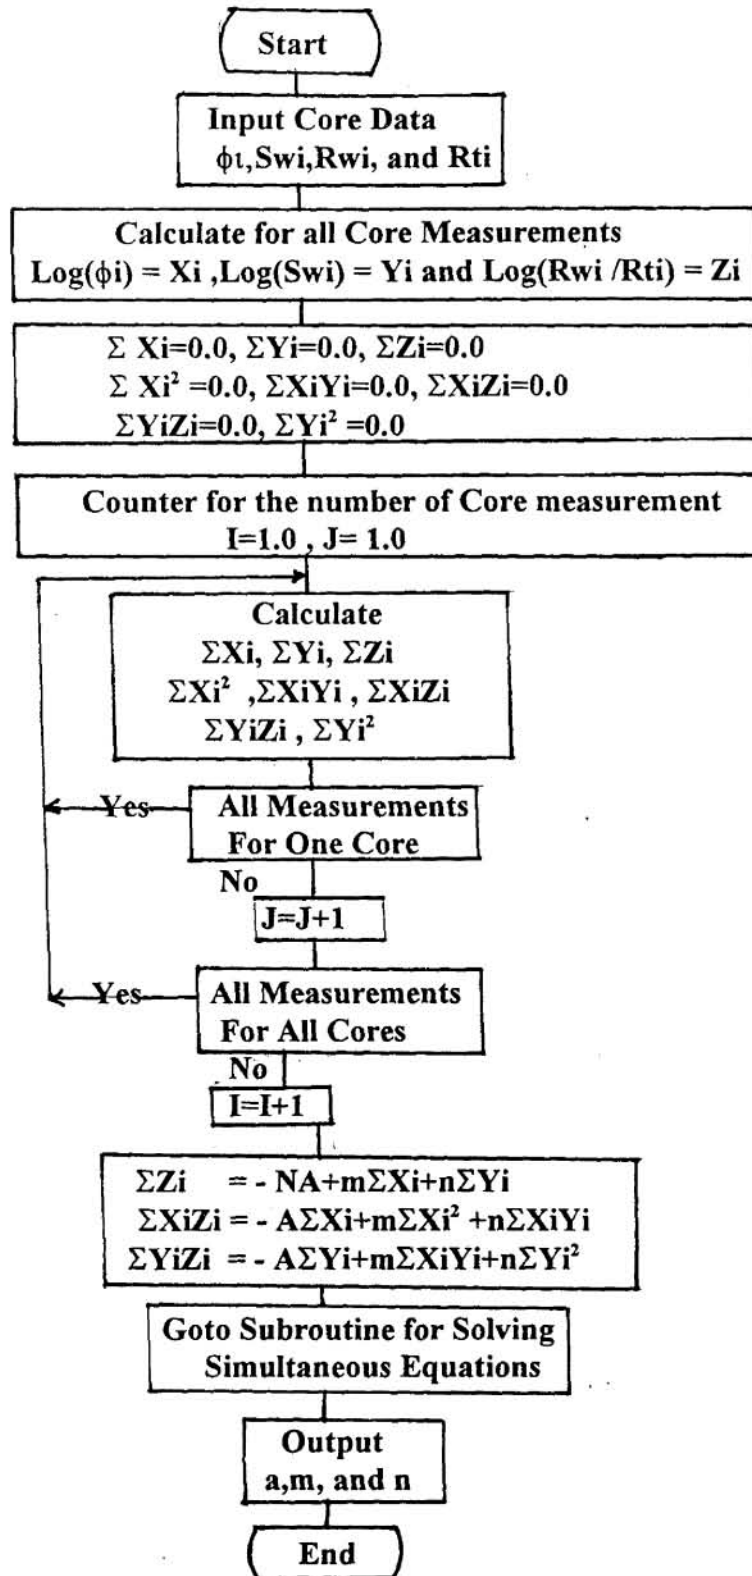 Start
Input Core Data
ϕι,Swi,Rwi, and Rti
Calculate for all Core Measurements
Log(ϕi) = Xi ,Log(Swi) = Yi and Log(Rwi /Rti) = Zi
Σ Xi=0.0, ΣYi=0.0, ΣZi=0.0
Σ Xi² =0.0, ΣXiYi=0.0, ΣXiZi=0.0
ΣYiZi=0.0, ΣYi² =0.0
Counter for the number of Core measurement
I=1.0 , J= 1.0
Calculate
ΣXi, ΣYi, ΣZi
ΣXi² ,ΣXiYi , ΣXiZi
ΣYiZi , ΣYi²
Yes
All Measurements
For One Core
No
J=J+1
Yes
All Measurements
For All Cores
No
I=I+1
ΣZi = - NA+mΣXi+nΣYi
ΣXiZi = - AΣXi+mΣXi² +nΣXiYi
ΣYiZi = - AΣYi+mΣXiYi+nΣYi²
Goto Subroutine for Solving
Simultaneous Equations
Output
a,m, and n
End